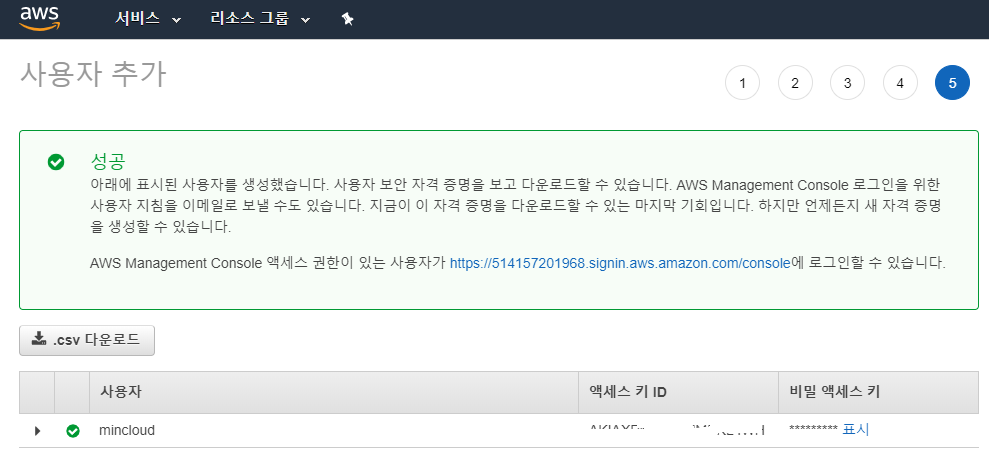 aws 서비스 리소스 그룹
사용자 추가
1 2 3 4 5
성공
아래에 표시된 사용자를 생성했습니다. 사용자 보안 자격 증명을 보고 다운로드할 수 있습니다. AWS Management Console 로그인을 위한
사용자 지침을 이메일로 보낼 수도 있습니다. 지금이 이 자격 증명을 다운로드할 수 있는 마지막 기회입니다. 하지만 언제든지 새 자격 증명
을 생성할 수 있습니다.
AWS Management Console 액세스 권한이 있는 사용자가 https://514157201968.signin.aws.amazon.com/console에 로그인할 수 있습니다.
.csv 다운로드
사용자 액세스 키 ID 비밀 액세스 키
mincloud ********* 표시